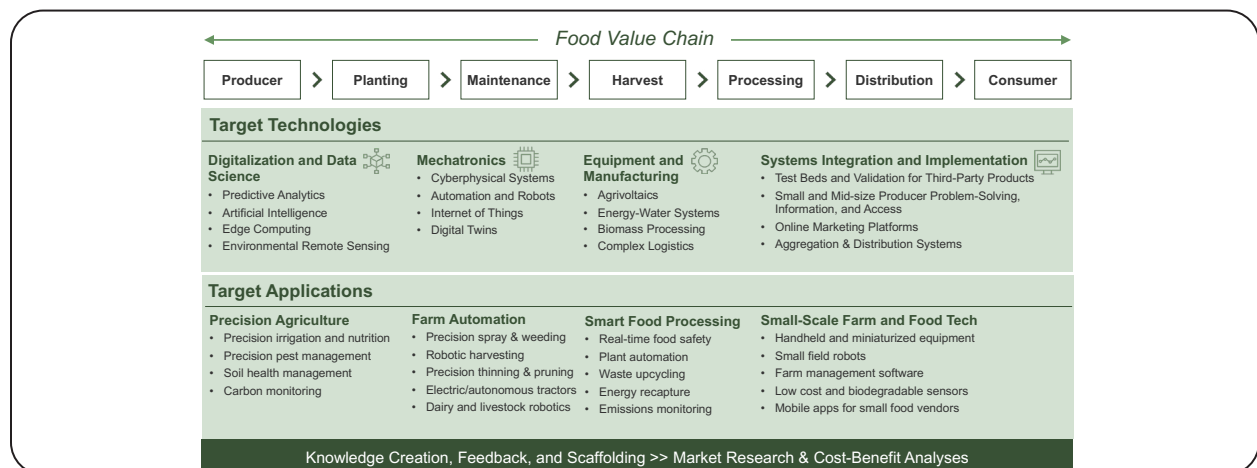 Food Value Chain
Producer > Planting > Maintenance > Harvest > Processing > Distribution > Consumer
Target Technologies
Digitalization and Data
Science
• Predictive Analytics
• Artificial Intelligence
• Edge Computing
• Environmental Remote Sensing
Mechatronics
• Cyberphysical Systems
• Automation and Robots
• Internet of Things
• Digital Twins
Equipment and
Manufacturing
• Agrivoltaics
• Energy-Water Systems
• Biomass Processing
• Complex Logistics
Systems Integration and Implementation
• Test Beds and Validation for Third-Party Products
• Small and Mid-size Producer Problem-Solving,
Information, and Access
• Online Marketing Platforms
• Aggregation & Distribution Systems
Target Applications
Precision Agriculture
• Precision irrigation and nutrition
• Precision pest management
• Soil health management
• Carbon monitoring
Farm Automation
• Precision spray & weeding
• Robotic harvesting
• Precision thinning & pruning
• Electric/autonomous tractors
• Dairy and livestock robotics
Smart Food Processing
• Real-time food safety
• Plant automation
• Waste upcycling
• Energy recapture
• Emissions monitoring
Small-Scale Farm and Food Tech
• Handheld and miniaturized equipment
• Small field robots
• Farm management software
• Low cost and biodegradable sensors
• Mobile apps for small food vendors
Knowledge Creation, Feedback, and Scaffolding >> Market Research & Cost-Benefit Analyses